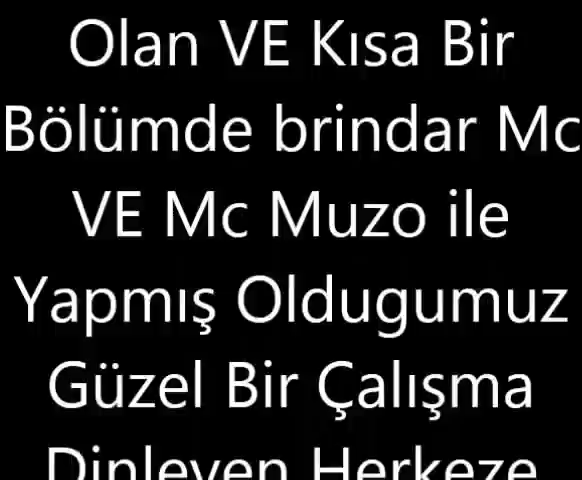 Olan VE Kısa Bir
Bölümde brindar Mc
VE Mc Muzo ile
Yapmış Oldugumuz
Güzel Bir Çalışma
Dinleyen Herkeze